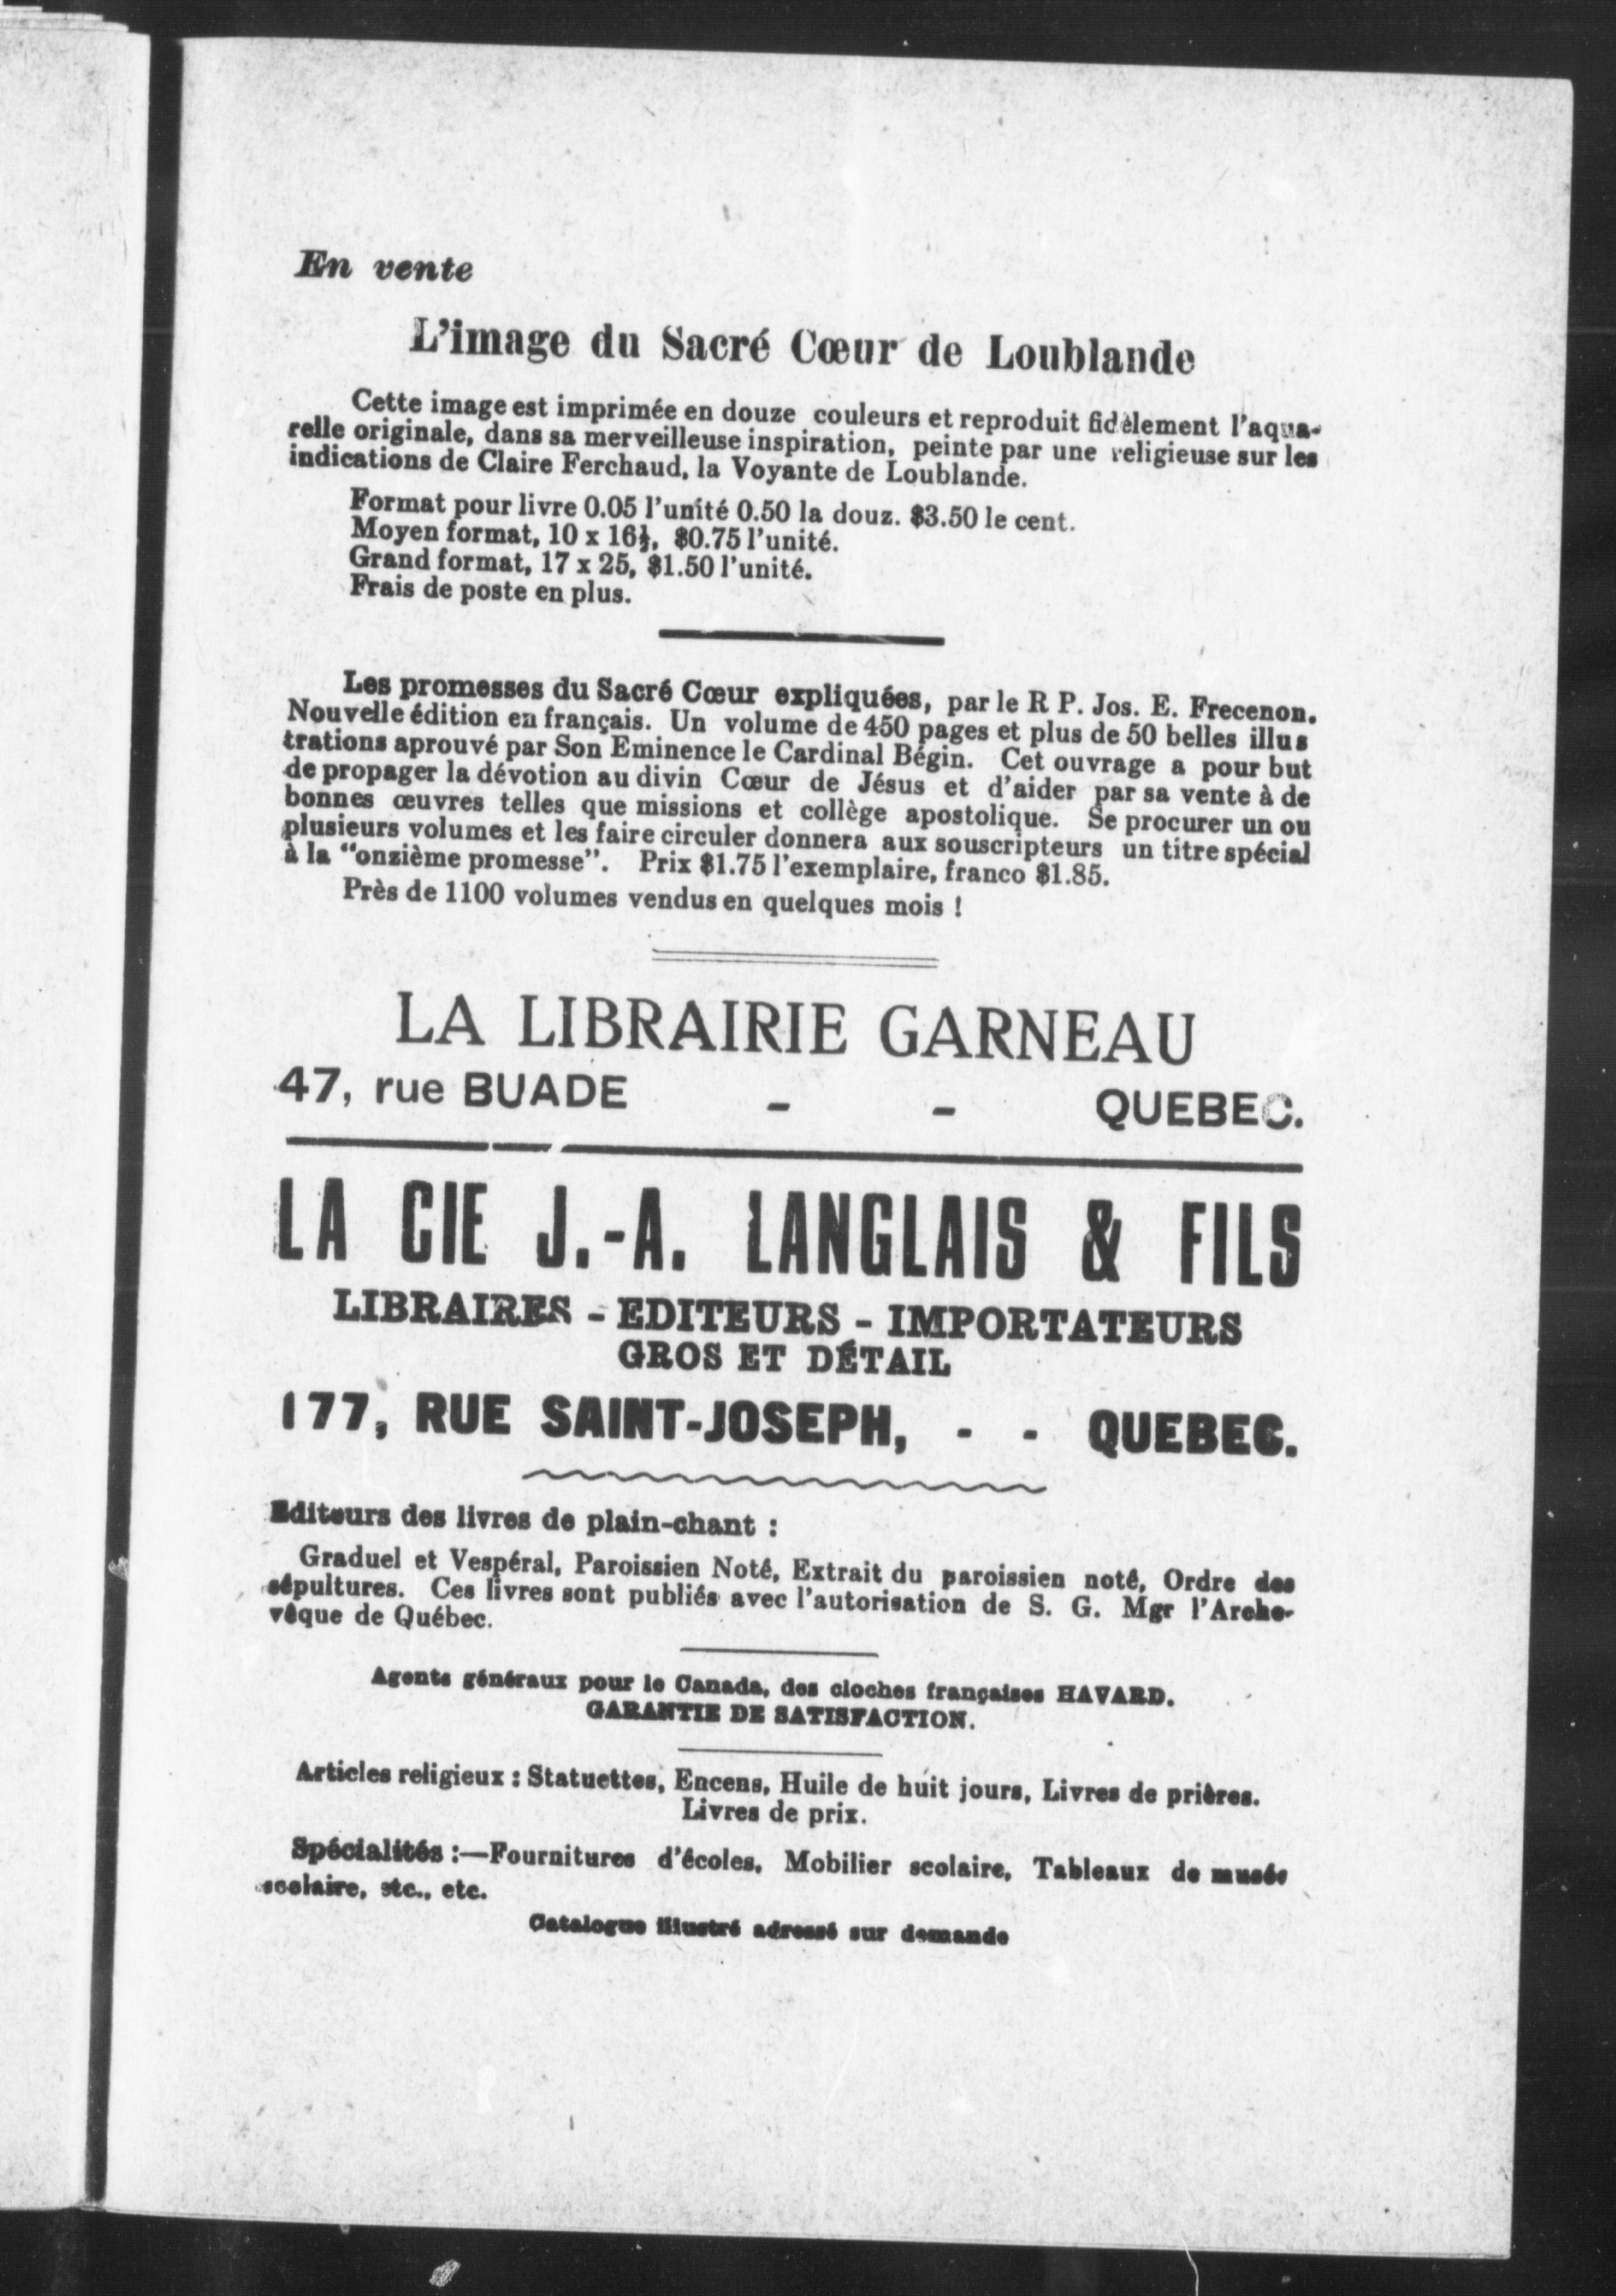 En vente
L'image du Sacré Cœur de Loublande
Cette image est imprimée en douze couleurs et reproduit fidèlement l'aqua-
relle originale, dans sa merveilleuse inspiration, peinte par une religieuse sur les
indications de Claire Ferchaud, la Voyante de Loublande.
Format pour livre 0.05 l'unité 0.50 la douz. $3.50 le cent.
Moyen format, 10 x 16½, $0.75 l'unité.
Grand format, 17 x 25, $1.50 l'unité.
Frais de poste en plus.
Les promesses du Sacré Cœur expliquées, par le R P. Jos. E. Frecenon.
Nouvelle édition en français. Un volume de 450 pages et plus de 50 belles illus
trations aprouvé par Son Eminence le Cardinal Bégin. Cet ouvrage a pour but
de propager la dévotion au divin Cœur de Jésus et d'aider par sa vente à de
bonnes œuvres telles que missions et collège apostolique. Se procurer un ou
plusieurs volumes et les faire circuler donnera aux souscripteurs un titre spécial
à la "onzième promesse". Prix $1.75 l'exemplaire, franco $1.85.
Près de 1100 volumes vendus en quelques mois !
LA LIBRAIRIE GARNEAU
47, rue BUADE - - QUEBEC.
LA CIE J.-A. LANGLAIS & FILS
LIBRAIRES - EDITEURS - IMPORTATEURS
GROS ET DÉTAIL
177, RUE SAINT-JOSEPH, - - QUEBEC.
Editeurs des livres de plain-chant :
Graduel et Vespéral, Paroissien Noté, Extrait du paroissien noté, Ordre des
sépultures. Ces livres sont publiés avec l'autorisation de S. G. Mgr l'Arche-
vêque de Québec.
Agents généraux pour le Canada, des cloches françaises HAVARD.
GARANTIE DE SATISFACTION.
Articles religieux : Statuettes, Encens, Huile de huit jours, Livres de prières.
Livres de prix.
Spécialités :—Fournitures d'écoles, Mobilier scolaire, Tableaux de musée
scolaire, etc., etc.
Catalogue illustré adressé sur demande